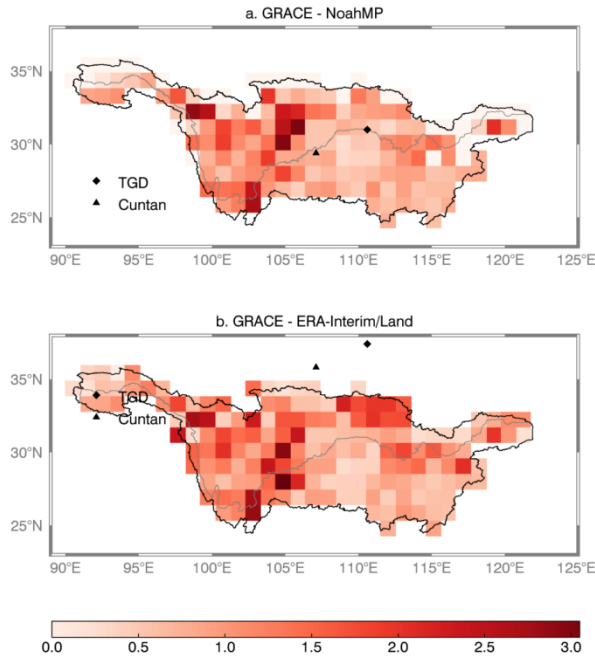 a. GRACE - NoahMP
35°N
30°N
25°N
TGD
Cuntan
90°E 95°E 100°E 105°E 110°E 115°E 120°E 125°E
b. GRACE - ERA-Interim/Land
35°N
30°N
25°N
TGD
Cuntan
90°E 95°E 100°E 105°E 110°E 115°E 120°E 125°E
0.0 0.5 1.0 1.5 2.0 2.5 3.0